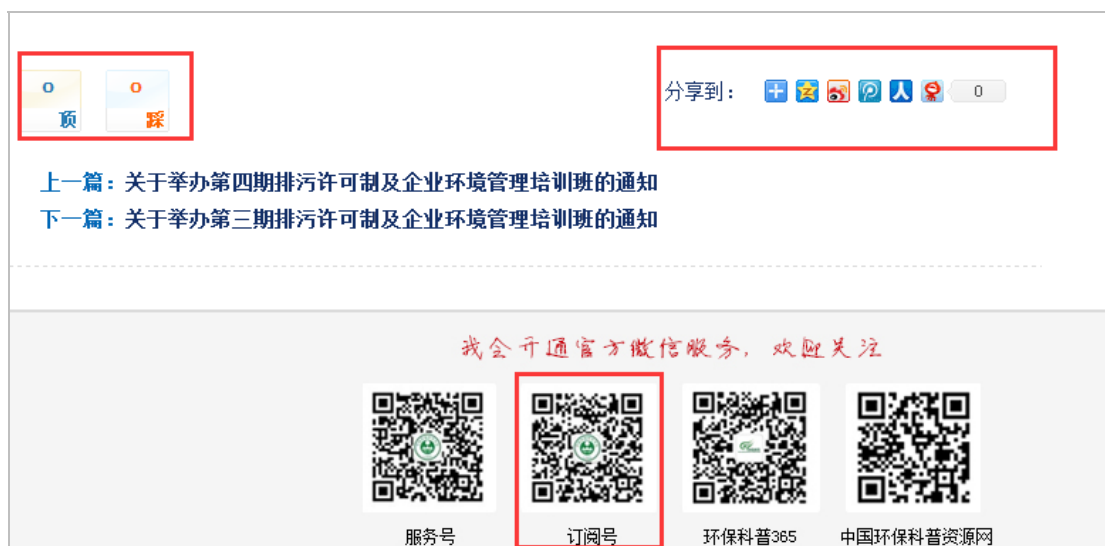 0 0
顶 踩
分享到： 0
上一篇：关于举办第四期排污许可制及企业环境管理培训班的通知
下一篇：关于举办第三期排污许可制及企业环境管理培训班的通知
我会开通官方微信服务，欢迎关注
服务号 订阅号 环保科普365 中国环保科普资源网